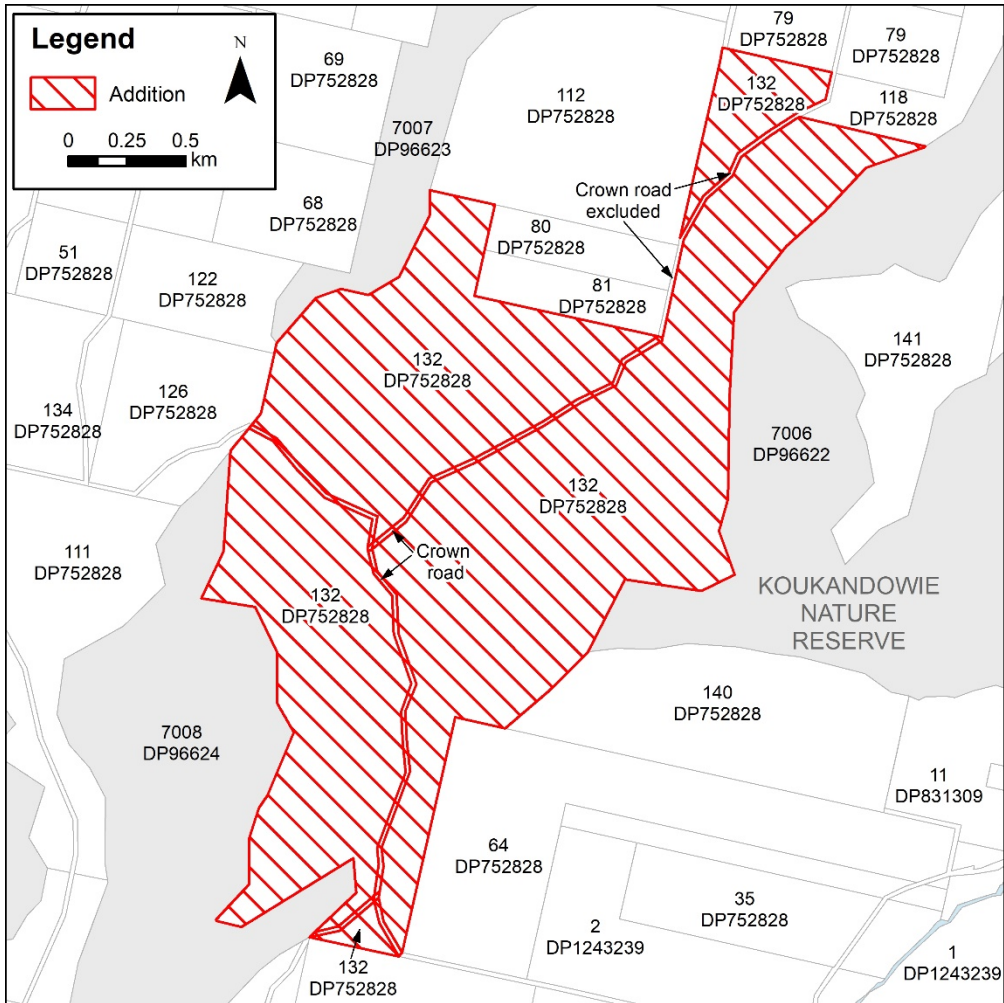 Legend
N
Addition
0 0.25 0.5
km
79
DP752828
79
DP752828
69
DP752828
132
DP752828
112
DP752828
118
DP752828
7007
DP96623
Crown road
excluded
68
DP752828
80
DP752828
51
DP752828
122
DP752828
81
DP752828
141
DP752828
132
DP752828
126
DP752828
134
DP752828
7006
DP96622
132
DP752828
111
DP752828
Crown
road
132
DP752828
KOUKANDOWIE
NATURE
RESERVE
140
DP752828
7008
DP96624
11
DP831309
64
DP752828
35
DP752828
2
DP1243239
1
DP1243239
132
DP752828